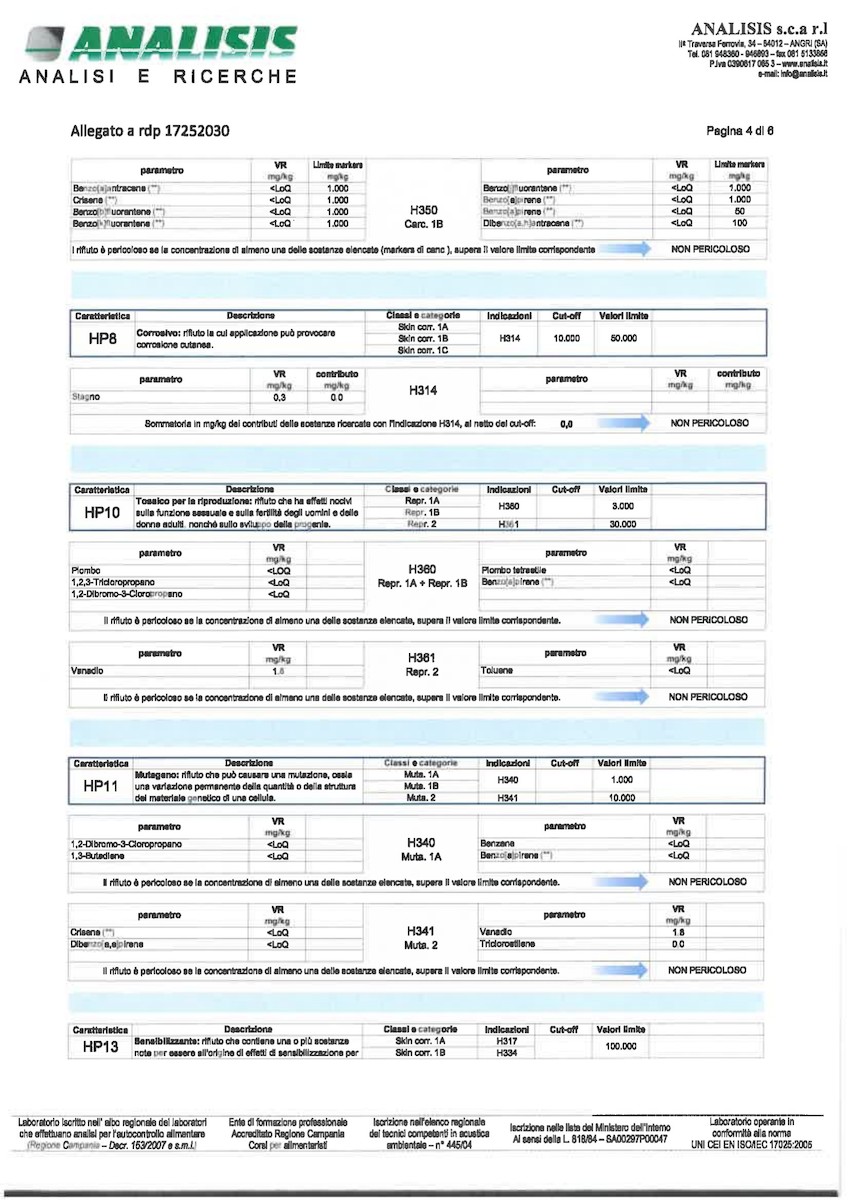 ANALISIS
ANALISI E RICERCHE
ANALISIS s.c.a r.l
IIª Traversa Ferrovia, 34 – 84012 – ANGRI (SA)
Tel. 081 948360 - 946893 – fax 081 5133858
P.iva 0390617 065 3 – www.analisis.it
e-mail: info@analisis.it
Allegato a rdp 17252030
Pagina 4 di 6
parametro VR Limite markers parametro VR Limite markers
mg/kg mg/kg mg/kg mg/kg
Benzo[a]antracene (**) <LoQ 1.000 Benzo[j]fluorantene (**) <LoQ 1.000
Crisene (**) <LoQ 1.000 Benzo[e]pirene (**) <LoQ 1.000
Benzo[b]fluorantene (**) <LoQ 1.000 H350 Benzo[a]pirene (**) <LoQ 50
Benzo[k]fluorantene (**) <LoQ 1.000 Carc. 1B Dibenzo[a,h]antracene (**) <LoQ 100
l rifiuto è pericoloso se la concentrazione di almeno una delle sostanze elencate (markers di canc ), supera il valore limite corrispondente NON PERICOLOSO
Caratteristica Descrizione Classi e categorie Indicazioni Cut-off Valori limite
HP8 Corrosivo: rifiuto la cui applicazione può provocare
corrosione cutanea.
Skin corr. 1A
Skin corr. 1B H314 10.000 50.000
Skin corr. 1C
parametro VR contributo H314 parametro VR contributo
mg/kg mg/kg mg/kg mg/kg
Stagno 0,3 0.0
Sommatoria in mg/kg dei contributi delle sostanze ricercate con l'indicazione H314, al netto del cut-off: 0,0 NON PERICOLOSO
Caratteristica Descrizione Classi e categorie Indicazioni Cut-off Valori limite
HP10 Tossico per la riproduzione: rifiuto che ha effetti nocivi
sulla funzione sessuale e sulla fertilità degli uomini e delle
donne adulti, nonché sullo sviluppo della progenie.
Repr. 1A H360 3.000
Repr. 1B
Repr. 2 H361 30.000
parametro VR parametro VR
mg/kg mg/kg
Piombo <LOQ H360 Piombo tetraetile <LoQ
1,2,3-Tricloropropano <LoQ Repr. 1A + Repr. 1B Benzo[a]pirene (**) <LoQ
1,2-Dibromo-3-Cloropropano <LoQ
Il rifiuto è pericoloso se la concentrazione di almeno una delle sostanze elencate, supera il valore limite corrispondente. NON PERICOLOSO
parametro VR H361 parametro VR
mg/kg mg/kg
Vanadio 1.8 Repr. 2 Toluene <LoQ
Il rifiuto è pericoloso se la concentrazione di almeno una delle sostanze elencate, supera il valore limite corrispondente. NON PERICOLOSO
Caratteristica Descrizione Classi e categorie Indicazioni Cut-off Valori limite
HP11 Mutageno: rifiuto che può causare una mutazione, ossia
una variazione permanente della quantità o della struttura
del materiale genetico di una cellula.
Muta. 1A H340 1.000
Muta. 1B
Muta. 2 H341 10.000
parametro VR parametro VR
mg/kg mg/kg
1,2-Dibromo-3-Cloropropano <LoQ H340 Benzene <LoQ
1,3-Butadiene <LoQ Muta. 1A Benzo[a]pirene (**) <LoQ
Il rifiuto è pericoloso se la concentrazione di almeno una delle sostanze elencate, supera il valore limite corrispondente. NON PERICOLOSO
parametro VR parametro VR
mg/kg mg/kg
Crisene (**) <LoQ H341 Vanadio 1.8
Dibenzo[a,e]pirene <LoQ Muta. 2 Tricloroetilene 0.0
Il rifiuto è pericoloso se la concentrazione di almeno una delle sostanze elencate, supera il valore limite corrispondente. NON PERICOLOSO
Caratteristica Descrizione Classi e categorie Indicazioni Cut-off Valori limite
HP13 Sensibilizzante: rifiuto che contiene una o più sostanze
note per essere all'origine di effetti di sensibilizzazione per
Skin corr. 1A H317 100.000
Skin corr. 1B H334
Laboratorio iscritto nell' albo regionale dei laboratori
che effettuano analisi per l'autocontrollo alimentare
(Regione Campania – Decr. 153/2007 e s.m.i.)
Ente di formazione professionale
Accreditato Regione Campania
Corsi per alimentaristi
Iscrizione nell'elenco regionale
dei tecnici competenti in acustica
ambientale – n° 445/04
Iscrizione nelle liste del Ministero dell'Interno
Ai sensi della L. 818/84 – SA00297P00047
Laboratorio operante in
conformità alla norma
UNI CEI EN ISO/IEC 17025:2005